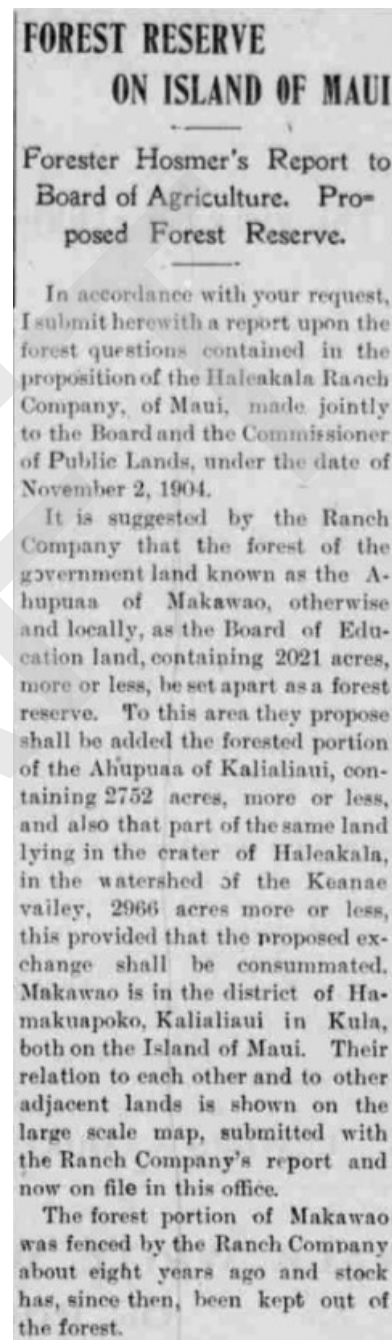 FOREST RESERVE
ON ISLAND OF MAUI
Forester Hosmer's Report to
Board of Agriculture. Pro-
posed Forest Reserve.
In accordance with your request,
I submit herewith a report upon the
forest questions contained in the
proposition of the Haleakala Ranch
Company, of Maui, made jointly
to the Board and the Commissioner
of Public Lands, under the date of
November 2, 1904.
It is suggested by the Ranch
Company that the forest of the
government land known as the A-
hupuaa of Makawao, otherwise
and locally, as the Board of Edu-
cation land, containing 2021 acres,
more or less, be set apart as a forest
reserve. To this area they propose
shall be added the forested portion
of the Ahupuaa of Kalialiaui, con-
taining 2752 acres, more or less,
and also that part of the same land
lying in the crater of Haleakala,
in the watershed of the Keanae
vailey, 2966 acres more or less,
this provided that the proposed ex-
change shall be consummated.
Makawao is in the district of Ha-
makuapoko, Kalialiaui in Kula,
both on the Island of Maui. Their
relation to each other and to other
adjacent lands is shown on the
large scale map, submitted with
the Ranch Company's report and
now on file in this office.
The forest portion of Makawao
was fenced by the Ranch Company
about eight years ago and stock
has, since then, been kept out of
the forest.